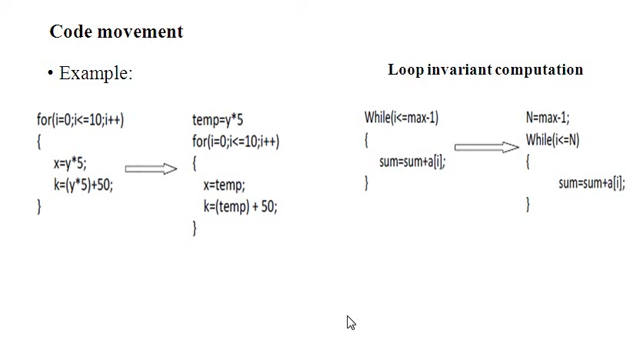 Code movement
• Example:
for(i=0;i<=10;i++)
{
x=y*5;
k=(y*5)+50;
}
temp=y*5
for(i=0;i<=10;i++)
{
x=temp;
k=(temp) + 50;
}
Loop invariant computation
While(i<=max-1)
{
sum=sum+a[i];
}
N=max-1;
While(i<=N)
{
sum=sum+a[i];
}